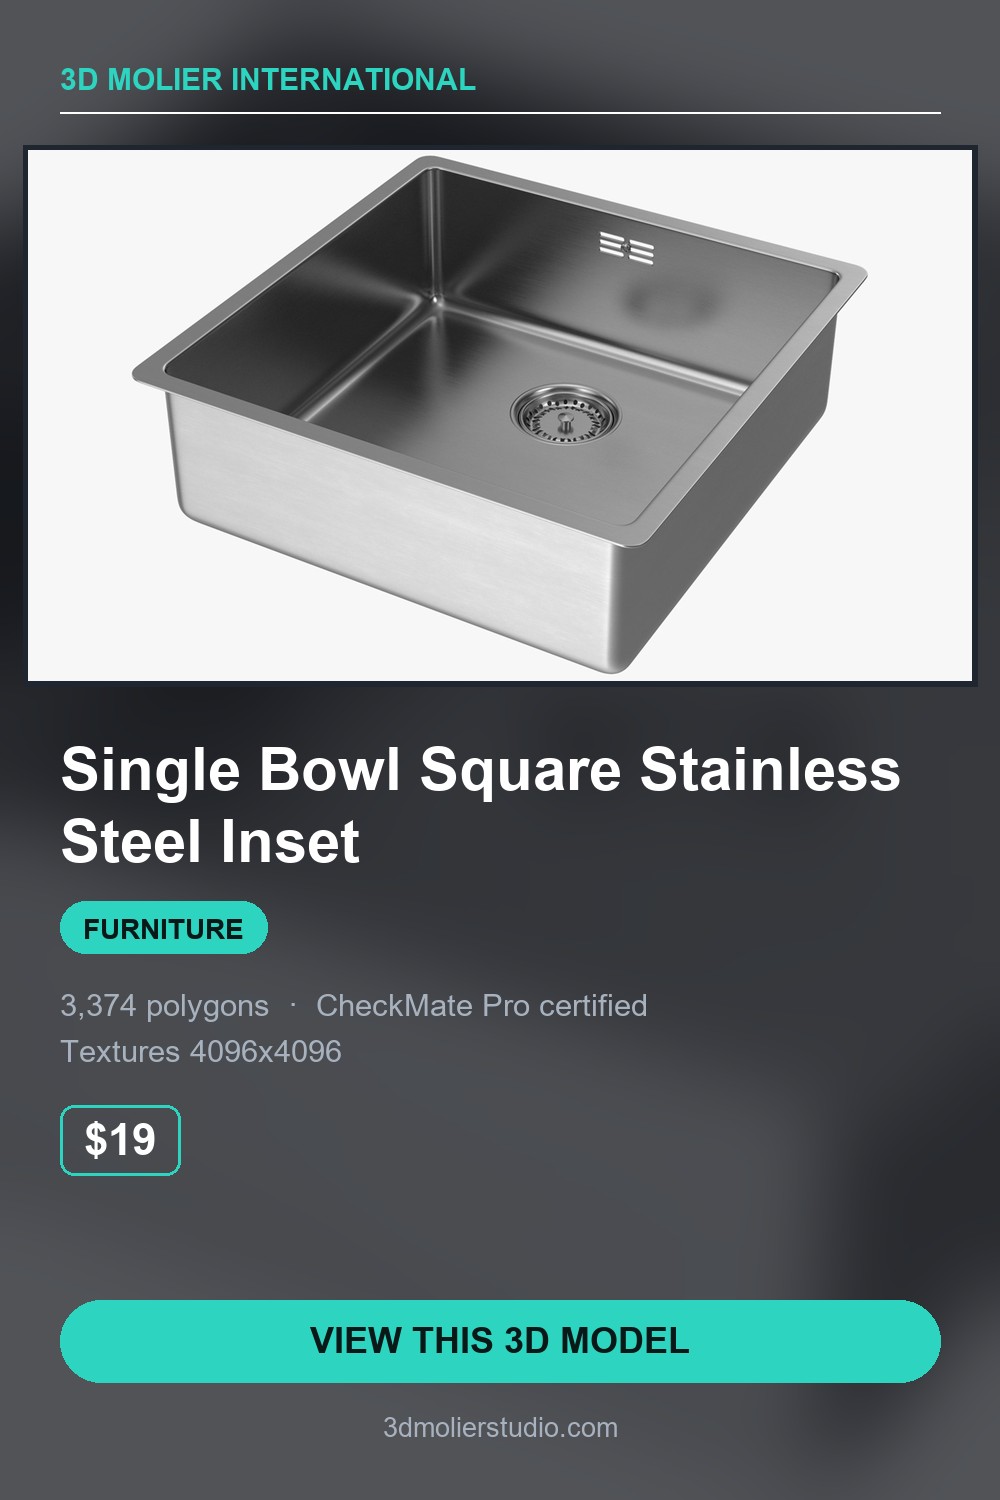 3D MOLIER INTERNATIONAL
Single Bowl Square Stainless
Steel Inset
FURNITURE
3,374 polygons · CheckMate Pro certified
Textures 4096x4096
$19
VIEW THIS 3D MODEL
3dmolierstudio.com